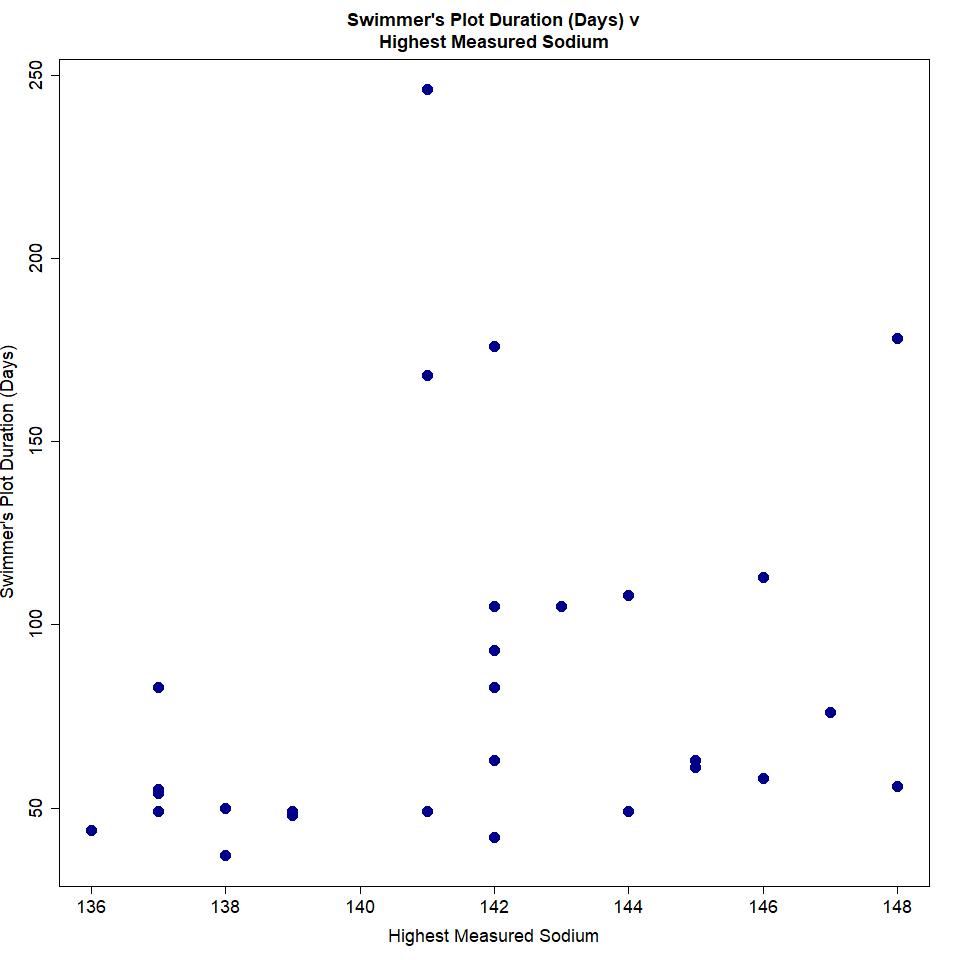 Swimmer's Plot Duration (Days) v
Highest Measured Sodium
250
200
150
100
50
Swimmer's Plot Duration (Days)
136 138 140 142 144 146 148
Highest Measured Sodium